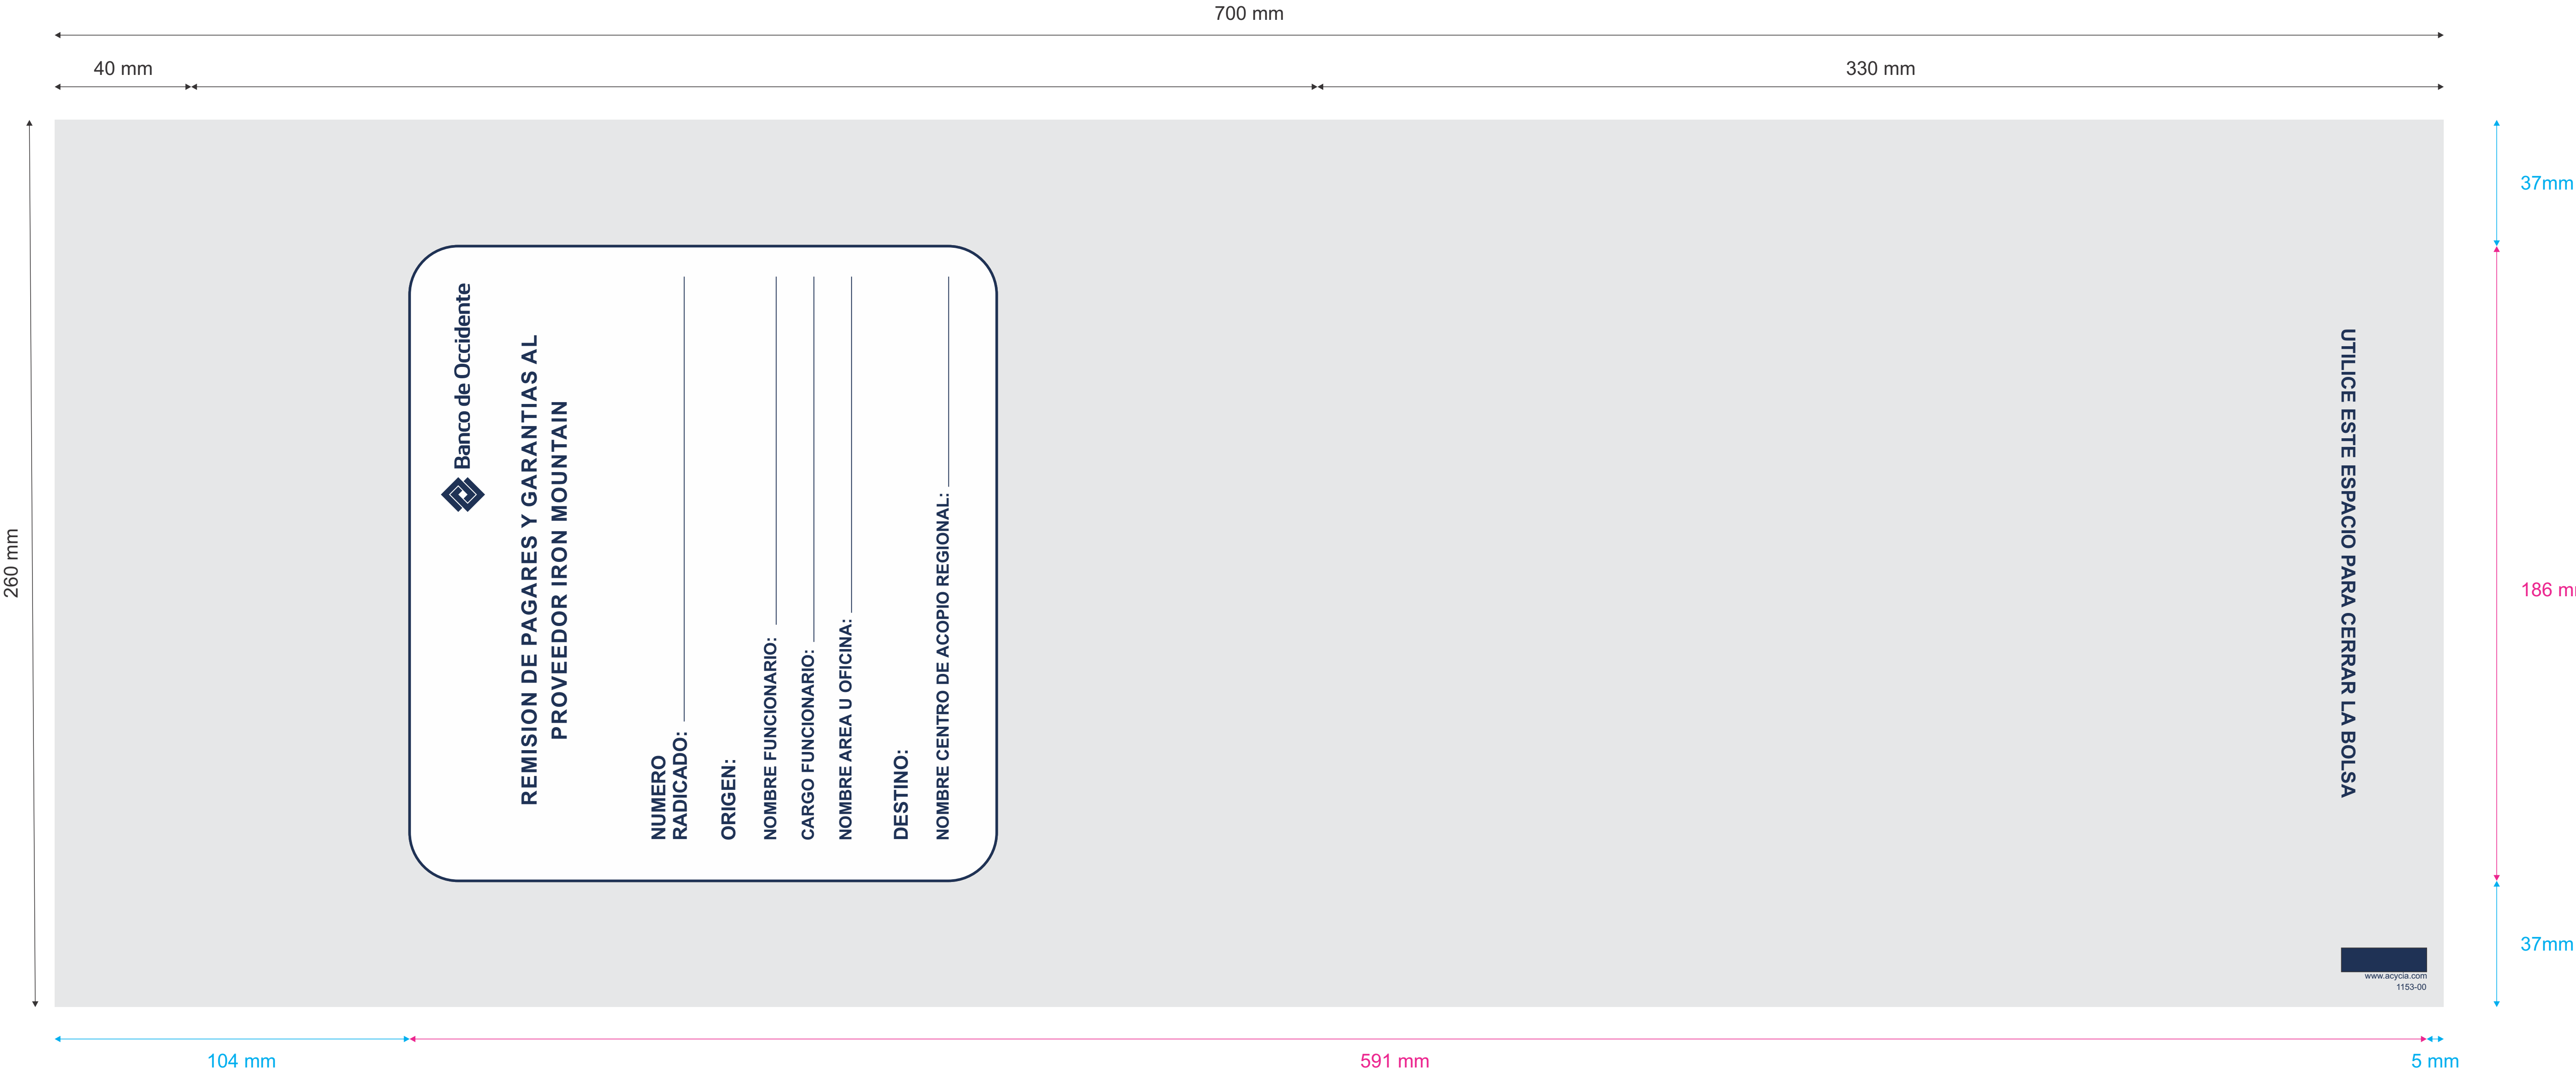 700 mm
40 mm
330 mm
260 mm
37mm
186 mm
37mm
Banco de Occidente
REMISION DE PAGARES Y GARANTIAS AL
PROVEEDOR IRON MOUNTAIN
NUMERO
RADICADO:
ORIGEN:
NOMBRE FUNCIONARIO:
CARGO FUNCIONARIO:
NOMBRE AREA U OFICINA:
DESTINO:
NOMBRE CENTRO DE ACOPIO REGIONAL:
UTILICE ESTE ESPACIO PARA CERRAR LA BOLSA
www.acycia.com
1153-00
104 mm
591 mm
5 mm